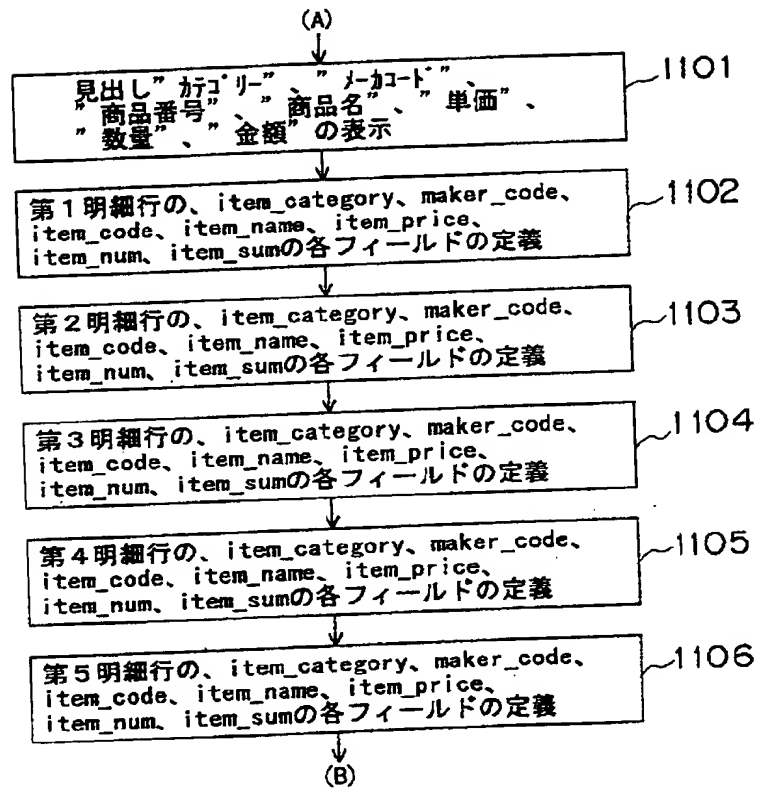 (A)
見出し”カテゴリー”、”メーカコード”、
”商品番号”、”商品名”、”単価”、
”数量”、”金額”の表示
1101
第1明細行の、item_category、maker_code、
item_code、item_name、item_price、
item_num、item_sumの各フィールドの定義
1102
第2明細行の、item_category、maker_code、
item_code、item_name、item_price、
item_num、item_sumの各フィールドの定義
1103
第3明細行の、item_category、maker_code、
item_code、item_name、item_price、
item_num、item_sumの各フィールドの定義
1104
第4明細行の、item_category、maker_code、
item_code、item_name、item_price、
item_num、item_sumの各フィールドの定義
1105
第5明細行の、item_category、maker_code、
item_code、item_name、item_price、
item_num、item_sumの各フィールドの定義
1106
(B)